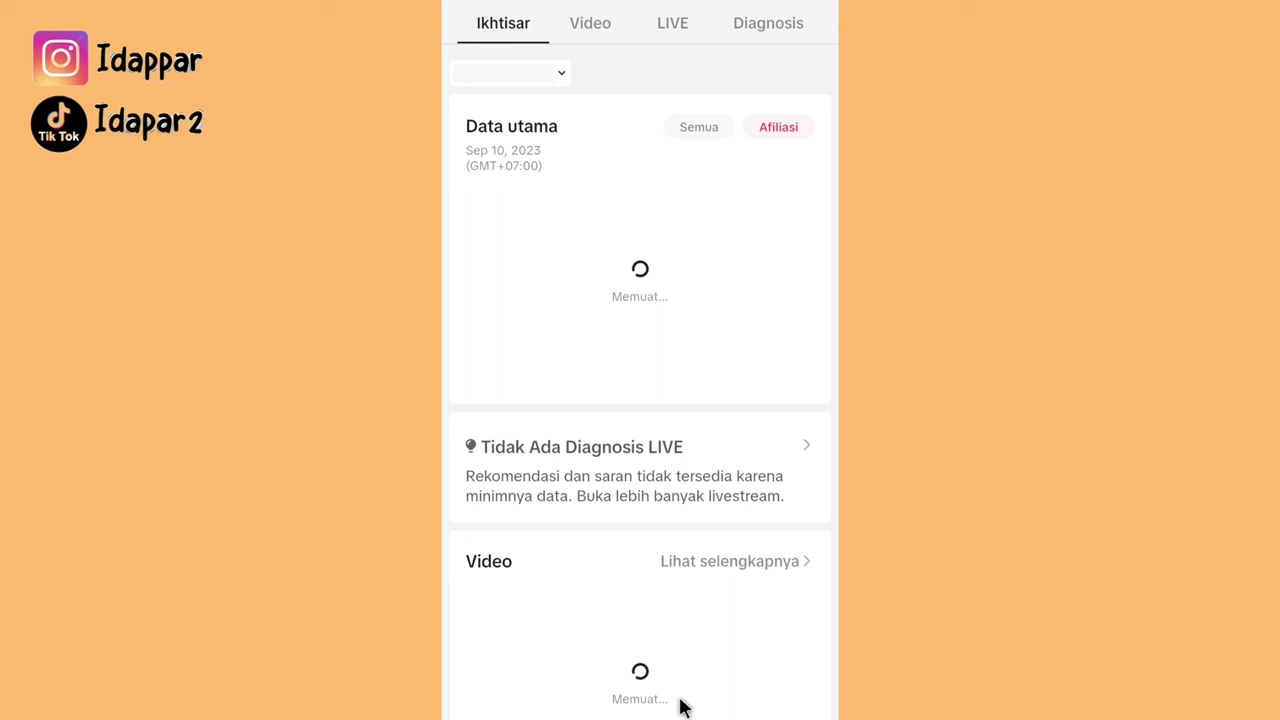 Idappar
Tik Tok
Idapar2
Ikhtisar Video LIVE Diagnosis
Data utama Semua Afiliasi
Sep 10, 2023
(GMT+07:00)
Memuat...
Tidak Ada Diagnosis LIVE
Rekomendasi dan saran tidak tersedia karena
minimnya data. Buka lebih banyak livestream.
Video Lihat selengkapnya
Memuat...